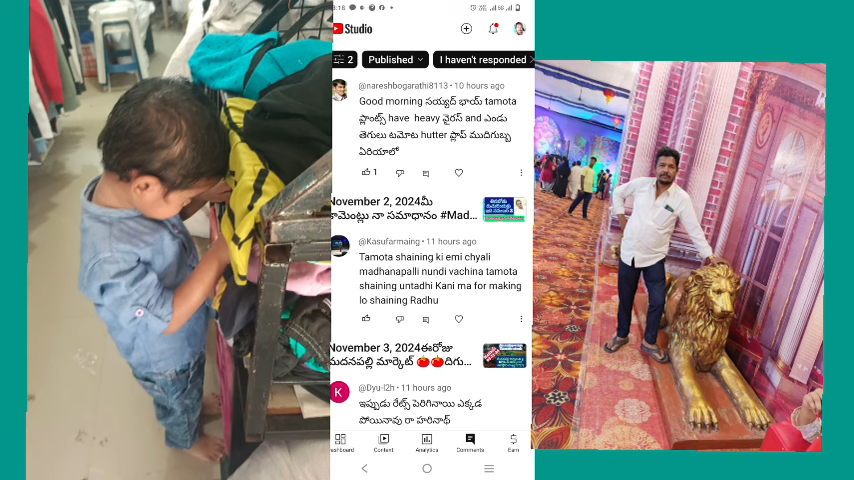 8:18
Studio
2
Published
I haven't responded
@nareshbogarathi8113 • 10 hours ago
Good morning సయ్యద్ భాయ్ tamota
ప్లాంట్స్ have heavy వైరస్ and ఎండు
తెగులు టమోట hutter ఫ్లాప్ ముదిగుబ్బ
ఏరియాలో
1
November 2, 2024మీ
కామెంట్లు నా సమాధానం #Mad...
@Kasufarmaing • 11 hours ago
Tamota shaining ki emi chyali
madhanapalli nundi vachina tamota
shaining untadhi Kani ma for making
lo shaining Radhu
November 3, 2024ఈరోజు
మదనపల్లి మార్కెట్ 🍅🍅దిగు...
K
@Dyu-l2h • 11 hours ago
ఇప్పుడు రేట్స్ పెరిగినాయి ఎక్కడ
పోయినావు రా హరినాథ్
Content
Analytics
Comments
Earn